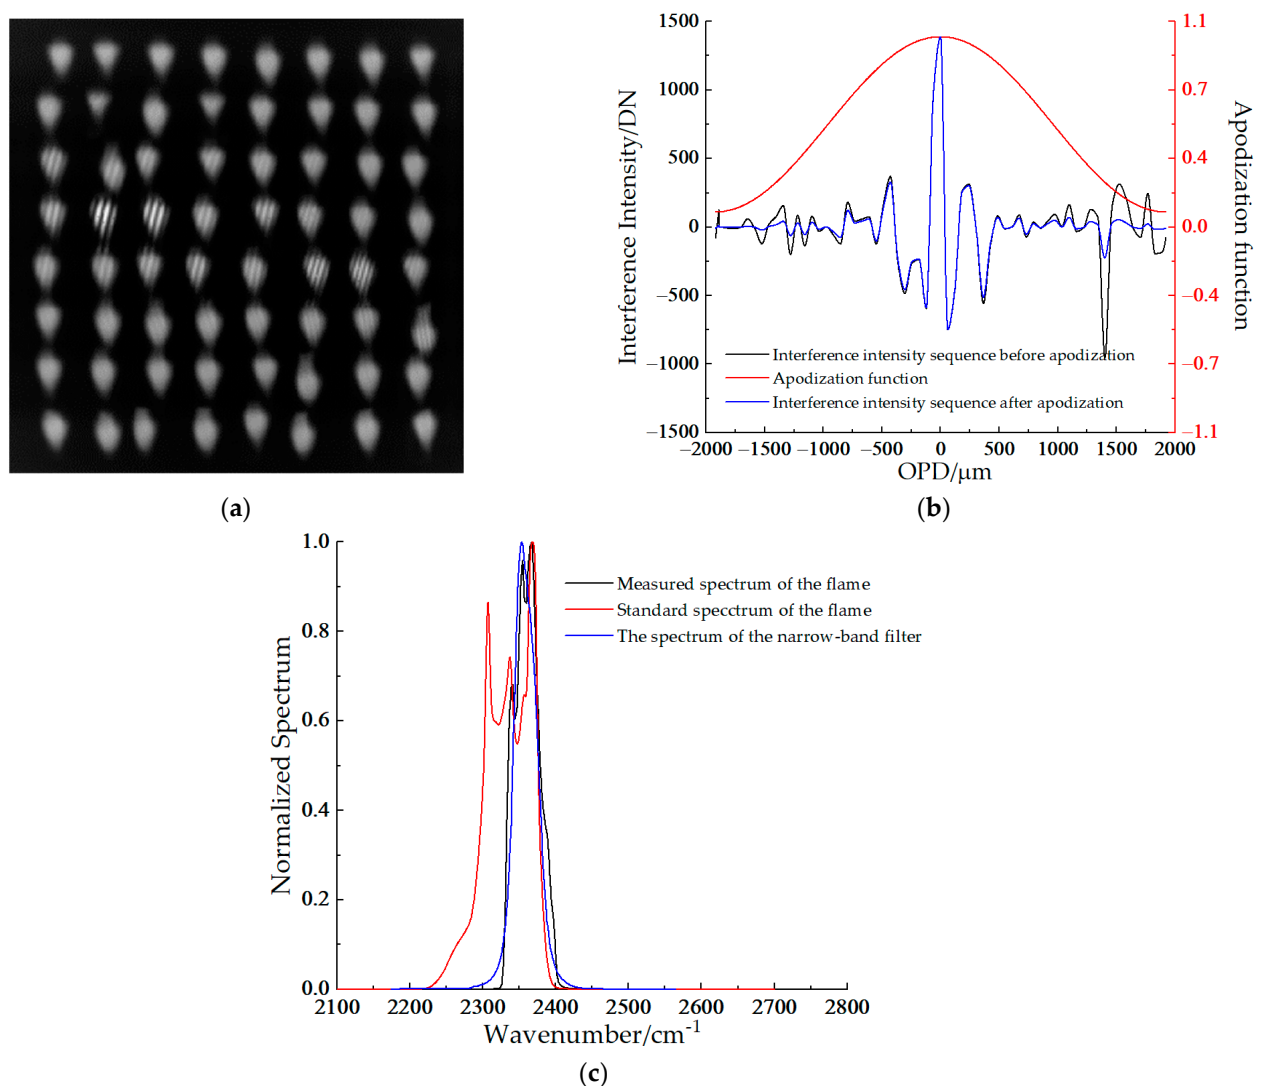 1500
1000
500
0
−500
−1000
−1500
Interference Intensity/DN
1.1
0.7
0.4
0.0
−0.4
−0.7
−1.1
Apodization function
Interference intensity sequence before apodization
Apodization function
Interference intensity sequence after apodization
−2000 −1500 −1000 −500 0 500 1000 1500 2000
OPD/μm
(a)
(b)
1.0
0.8
0.6
0.4
0.2
0.0
Normalized Spectrum
Measured spectrum of the flame
Standard specctrum of the flame
The spectrum of the narrow-band filter
2100 2200 2300 2400 2500 2600 2700 2800
Wavenumber/cm-1
(c)